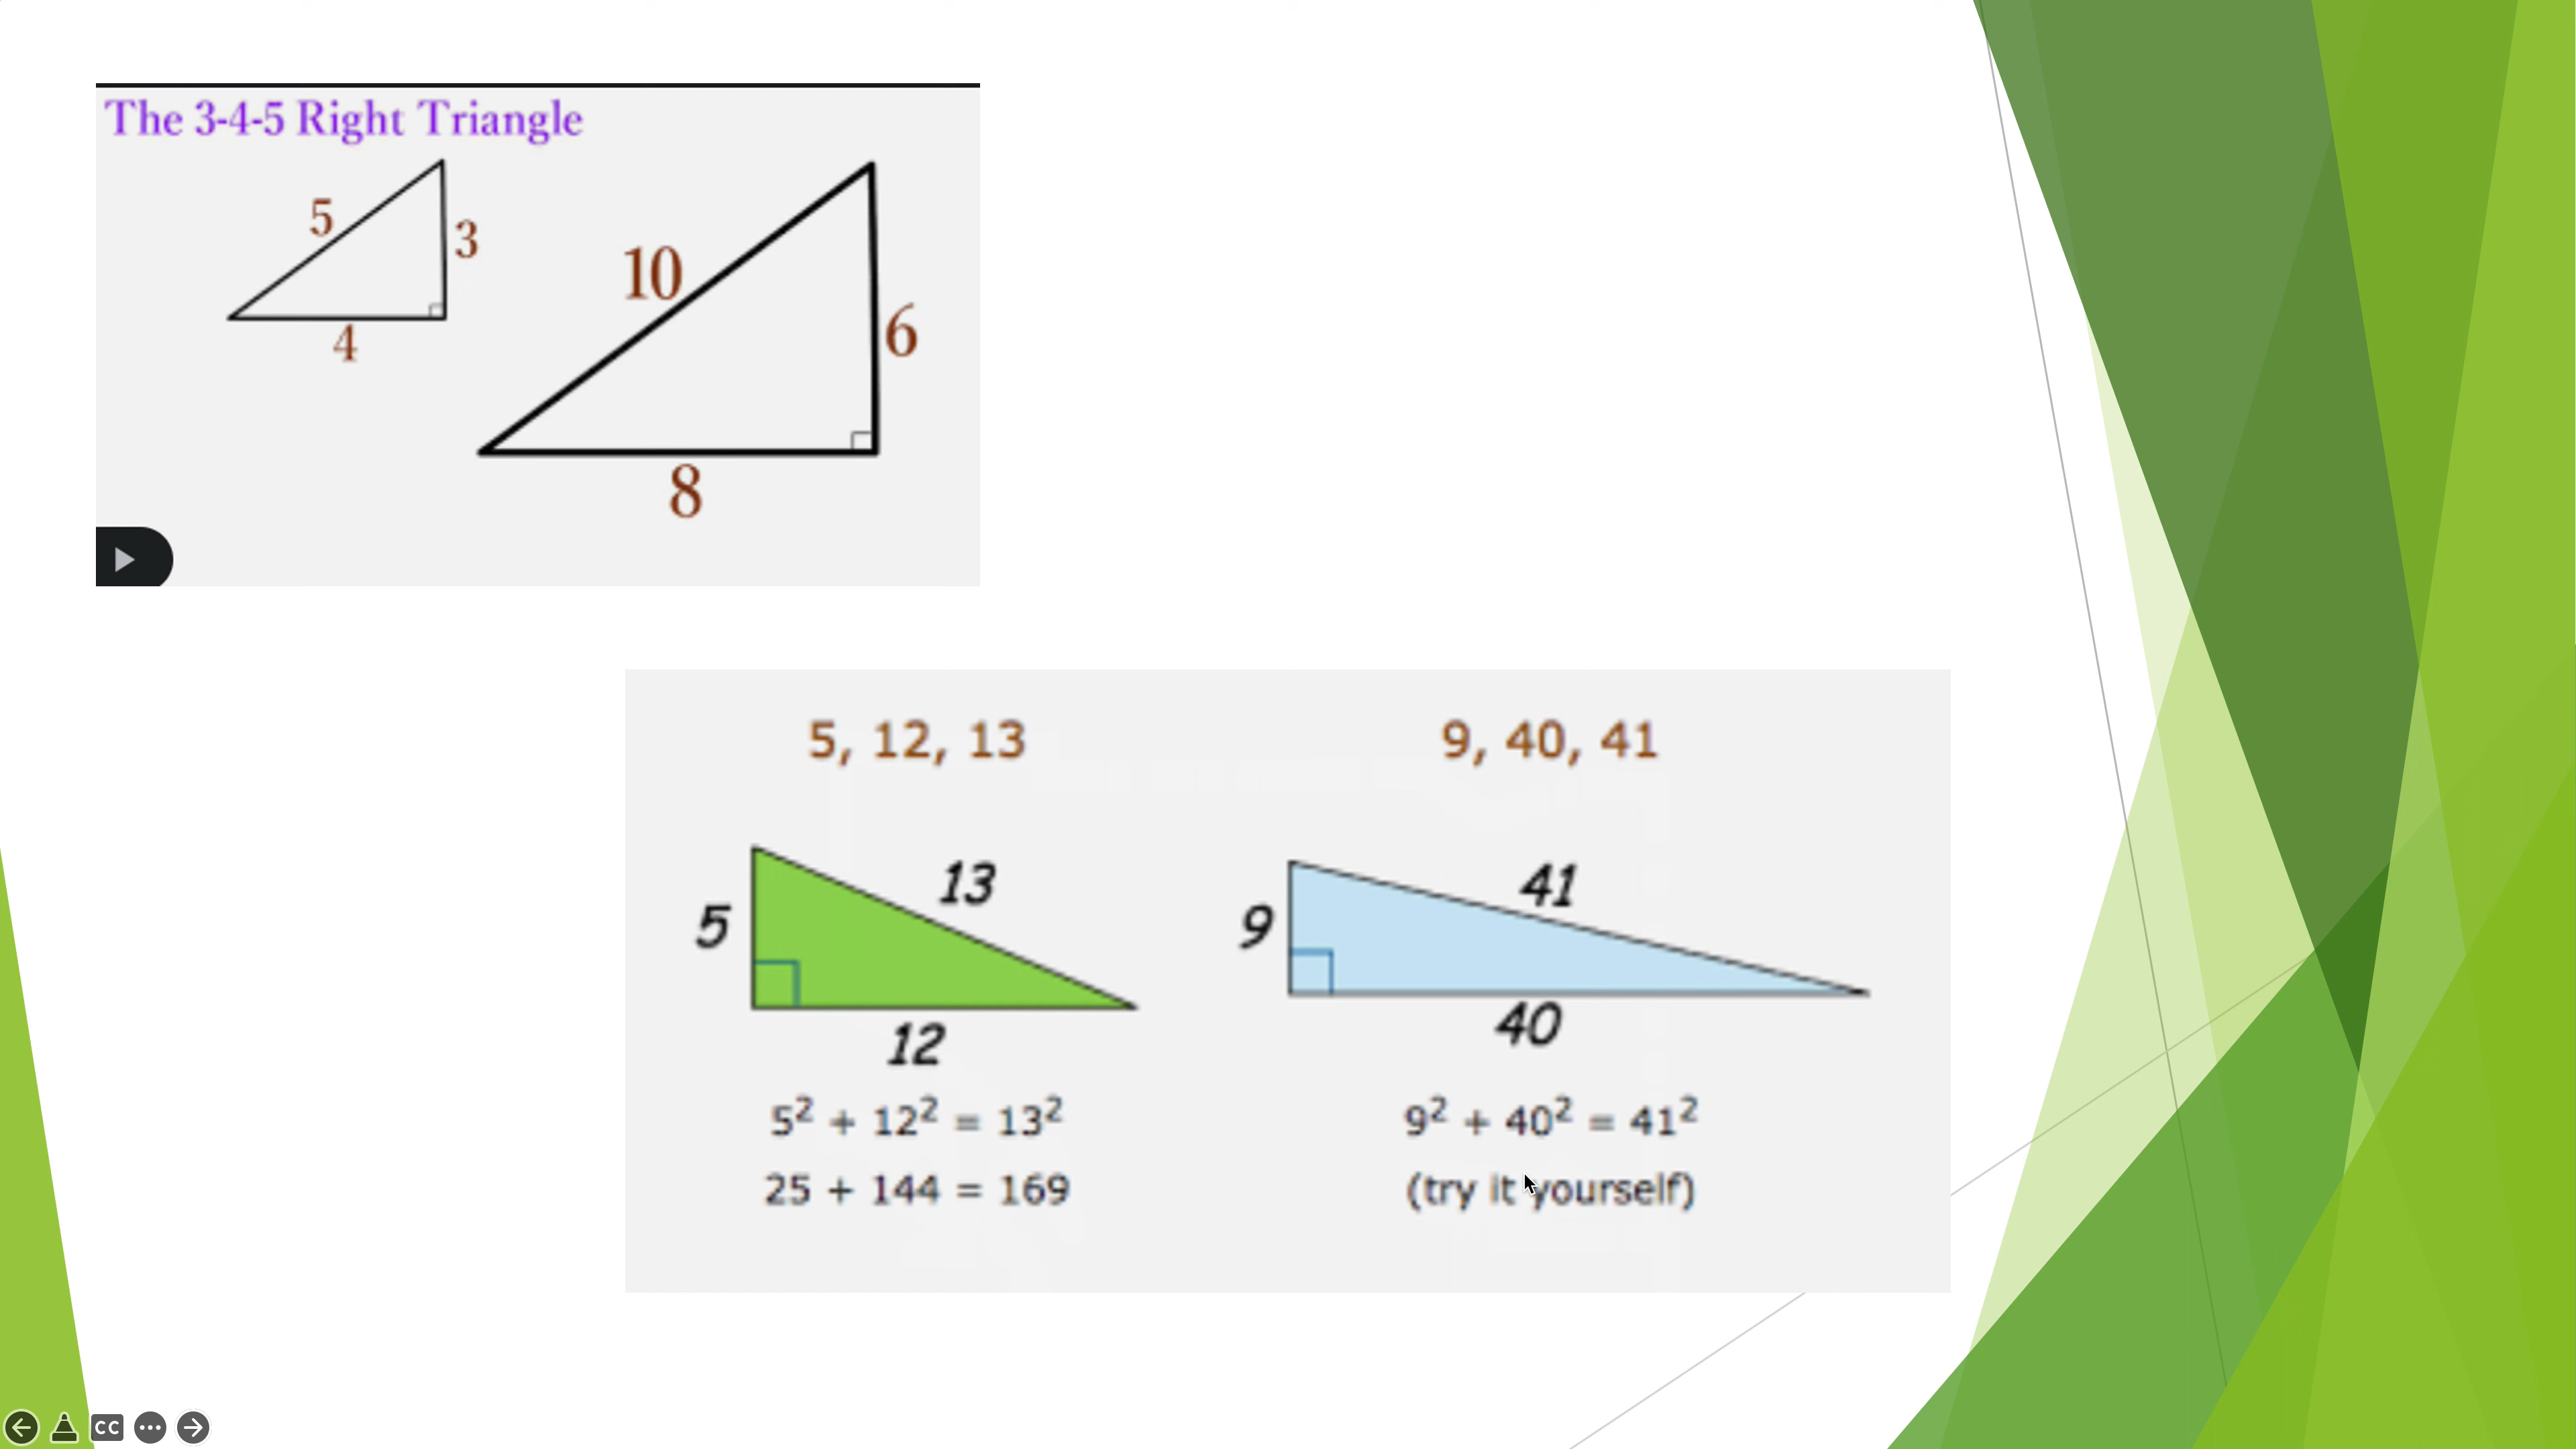 The 3-4-5 Right Triangle
5
3
4
10
6
8
5, 12, 13
5
13
12
5² + 12² = 13²
25 + 144 = 169
9, 40, 41
9
41
40
9² + 40² = 41²
(try it yourself)
CC